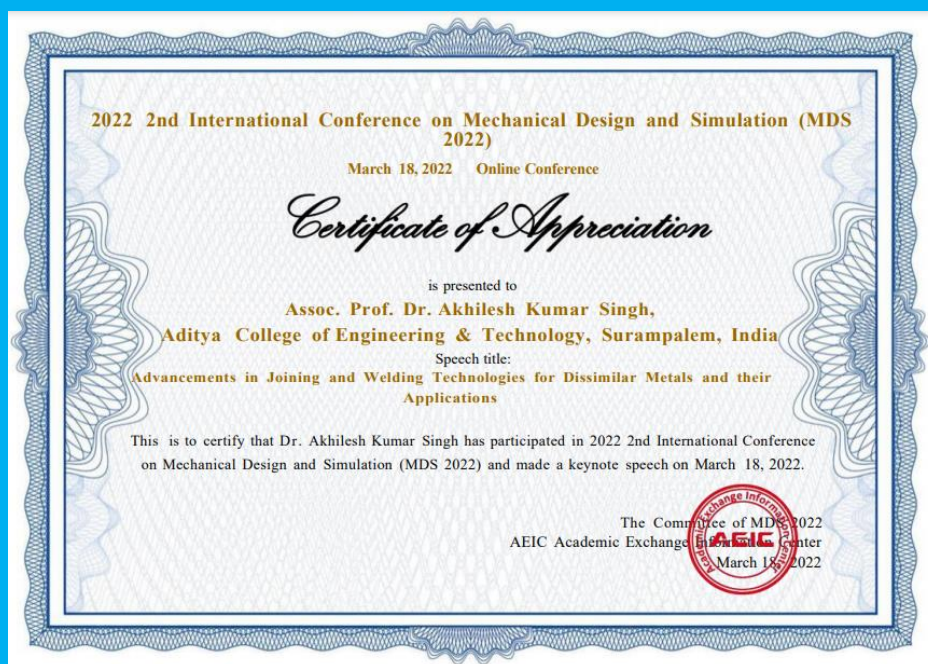 2022 2nd International Conference on Mechanical Design and Simulation (MDS
2022)
March 18, 2022 Online Conference
Certificate of Appreciation
is presented to
Assoc. Prof. Dr. Akhilesh Kumar Singh,
Aditya College of Engineering & Technology, Surampalem, India
Speech title:
Advancements in Joining and Welding Technologies for Dissimilar Metals and their
Applications
This is to certify that Dr. Akhilesh Kumar Singh has participated in 2022 2nd International Conference
on Mechanical Design and Simulation (MDS 2022) and made a keynote speech on March 18, 2022.
The Committee of MDS 2022
AEIC Academic Exchange Information Center
March 18, 2022
Academic Exchange Information Center
AEIC